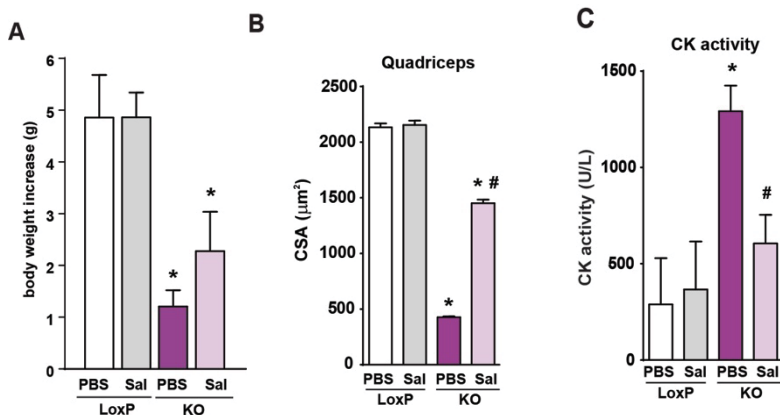 A
body weight increase (g)
6
5
4
3
2
1
0
*
*
PBS Sal PBS Sal
LoxP KO
B
Quadriceps
CSA (µm²)
2500
2000
1500
1000
500
0
*
* #
PBS Sal PBS Sal
LoxP KO
C
CK activity
CK activity (U/L)
1500
1000
500
0
*
#
PBS Sal PBS Sal
LoxP KO